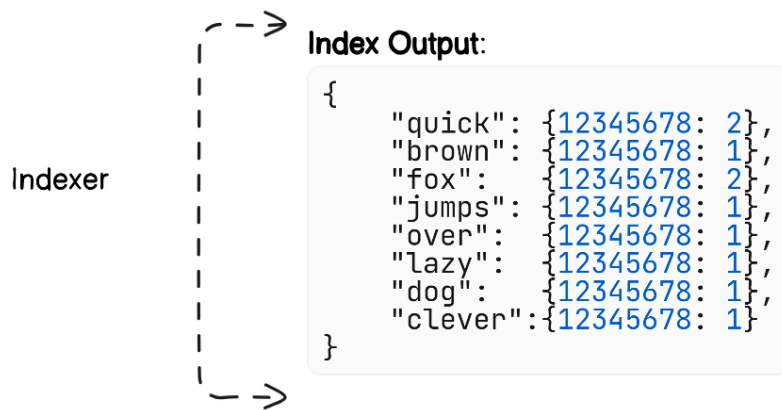 Index Output:
{
    "quick": {12345678: 2},
    "brown": {12345678: 1},
    "fox":   {12345678: 2},
    "jumps": {12345678: 1},
    "over":  {12345678: 1},
    "lazy":  {12345678: 1},
    "dog":   {12345678: 1},
    "clever":{12345678: 1}
}
Indexer